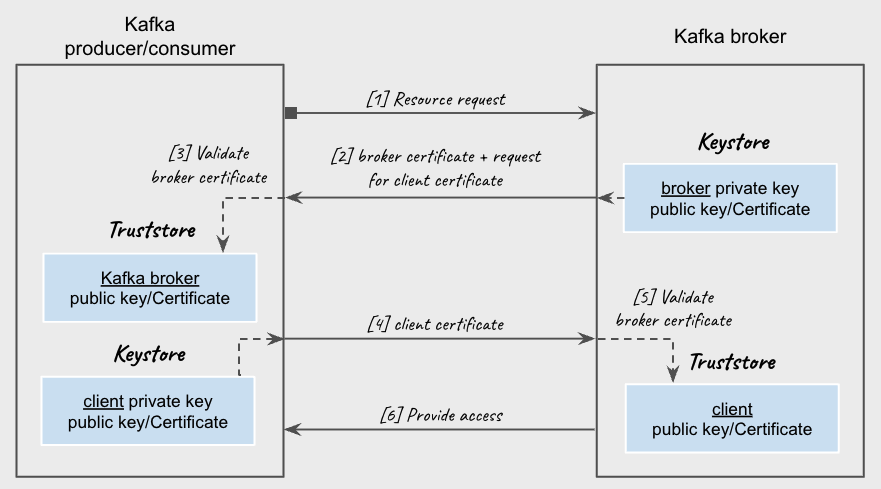 Kafka
producer/consumer
Kafka broker
[1] Resource request
Keystore
[3] Validate
broker certificate
[2] broker certificate + request
for client certificate
broker private key
public key/Certificate
Truststore
Kafka broker
public key/Certificate
[5] Validate
broker certificate
[4] client certificate
Keystore
Truststore
client private key
public key/Certificate
[6] Provide access
client
public key/Certificate